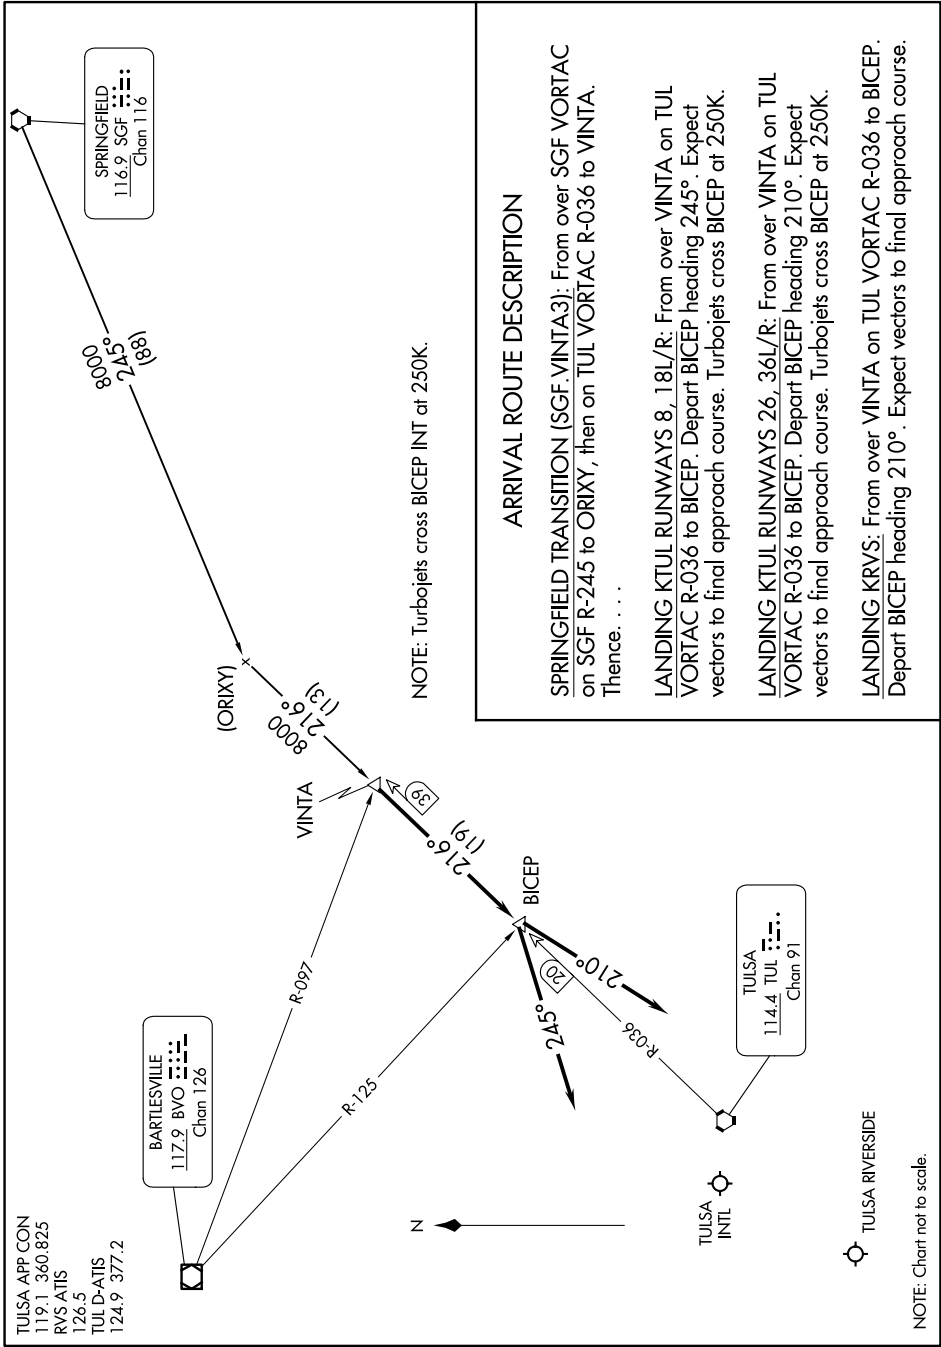 TULSA APP CON
119.1 360.825
RVS ATIS
126.5
TUL D-ATIS
124.9 377.2
BARTLESVILLE
117.9 BVO
Chan 126
SPRINGFIELD
116.9 SGF
Chan 116
8000
245°
(88)
(ORIXY)
8000
216°
(13)
VINTA
39
R-097
216°
(19)
BICEP
R-125
20
245°
210°
R-036
TULSA
114.4 TUL
Chan 91
N
TULSA
INTL
TULSA RIVERSIDE
NOTE: Turbojets cross BICEP INT at 250K.
NOTE: Chart not to scale.
ARRIVAL ROUTE DESCRIPTION
SPRINGFIELD TRANSITION (SGF.VINTA3): From over SGF VORTAC
on SGF R-245 to ORIXY, then on TUL VORTAC R-036 to VINTA.
Thence. . . .
LANDING KTUL RUNWAYS 8, 18L/R: From over VINTA on TUL
VORTAC R-036 to BICEP. Depart BICEP heading 245°. Expect
vectors to final approach course. Turbojets cross BICEP at 250K.
LANDING KTUL RUNWAYS 26, 36L/R: From over VINTA on TUL
VORTAC R-036 to BICEP. Depart BICEP heading 210°. Expect
vectors to final approach course. Turbojets cross BICEP at 250K.
LANDING KRVS: From over VINTA on TUL VORTAC R-036 to BICEP.
Depart BICEP heading 210°. Expect vectors to final approach course.